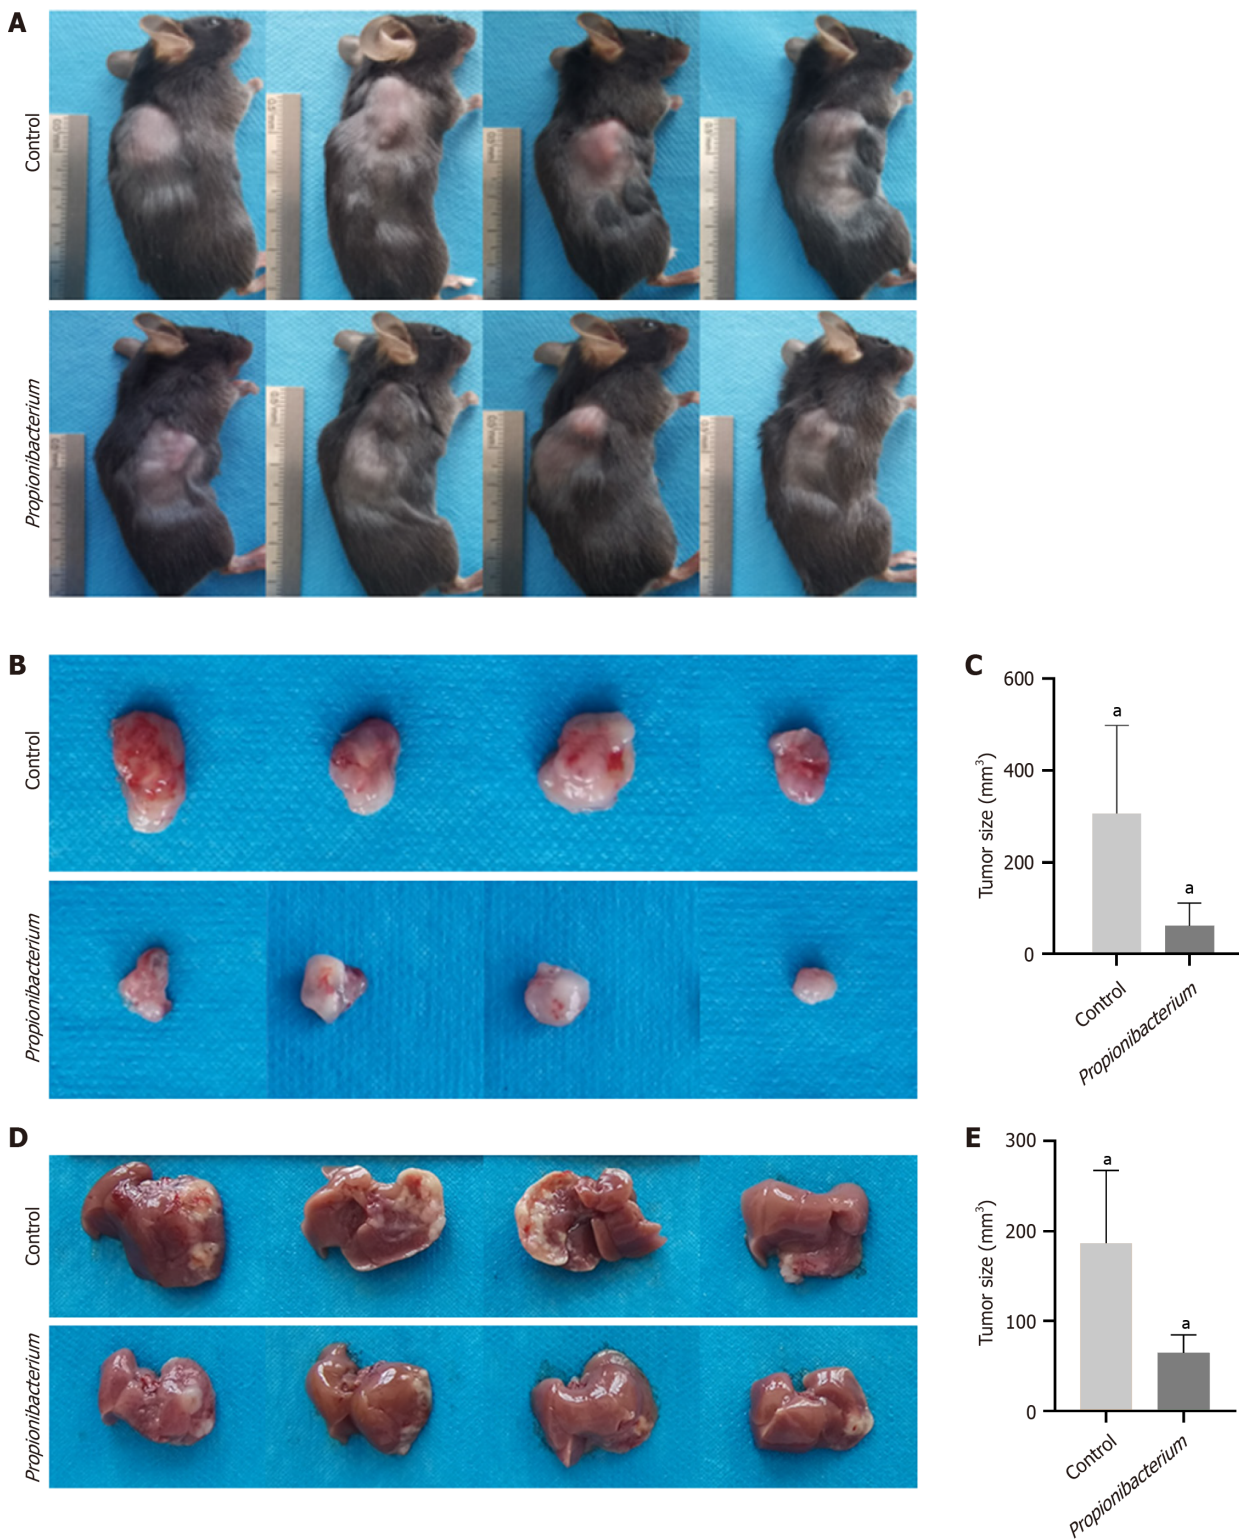 A
Control
Propionibacterium
B
Control
Propionibacterium
C
600
400
200
0
Tumor size (mm³)
a
a
Control
Propionibacterium
D
Control
Propionibacterium
E
300
200
100
0
Tumor size (mm³)
a
a
Control
Propionibacterium